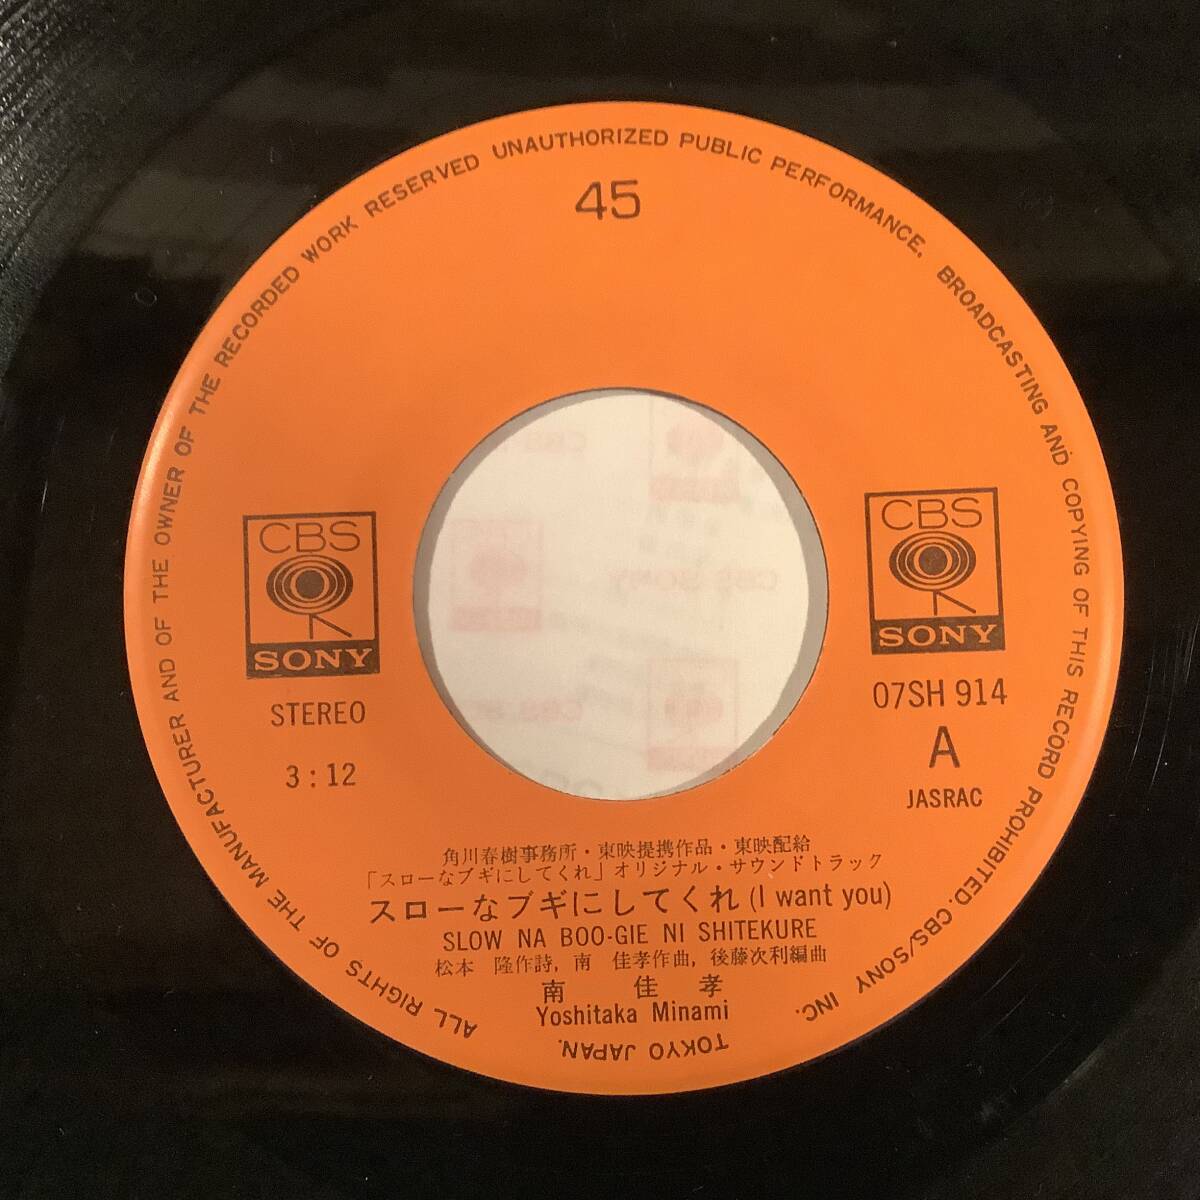 ALL RIGHTS OF THE MANUFACTURER AND OF THE OWNER OF THE RECORDED WORK RESERVED UNAUTHORIZED PUBLIC PERFORMANCE, BROADCASTING AND COPYING OF THIS RECORD PROHIBITED. CBS/SONY INC.
TOKYO JAPAN.
45
CBS
SONY
STEREO
3:12
CBS
SONY
07SH 914
A
JASRAC
角川春樹事務所・東映提携作品・東映配給
「スローなブギにしてくれ」オリジナル・サウンドトラック
スローなブギにしてくれ(I want you)
SLOW NA BOO-GIE NI SHITEKURE
松本 隆作詩, 南 佳孝作曲, 後藤次利編曲
南 佳 孝
Yoshitaka Minami
CBS SONY